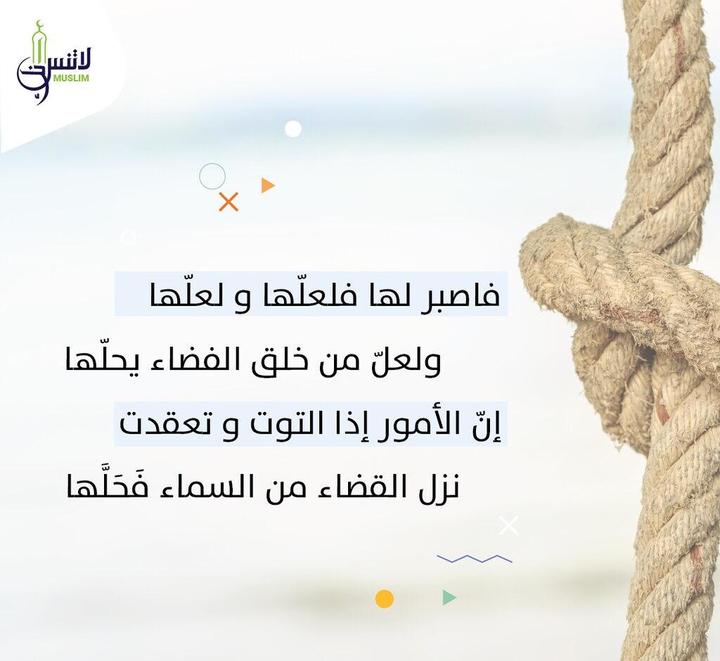 لاتنسى
MUSLIM
فاصبر لها فلعلّها و لعلّها
ولعلّ من خلق الفضاء يحلّها
إنّ الأمور إذا التوت و تعقدت
نزل القضاء من السماء فَحَلَّها